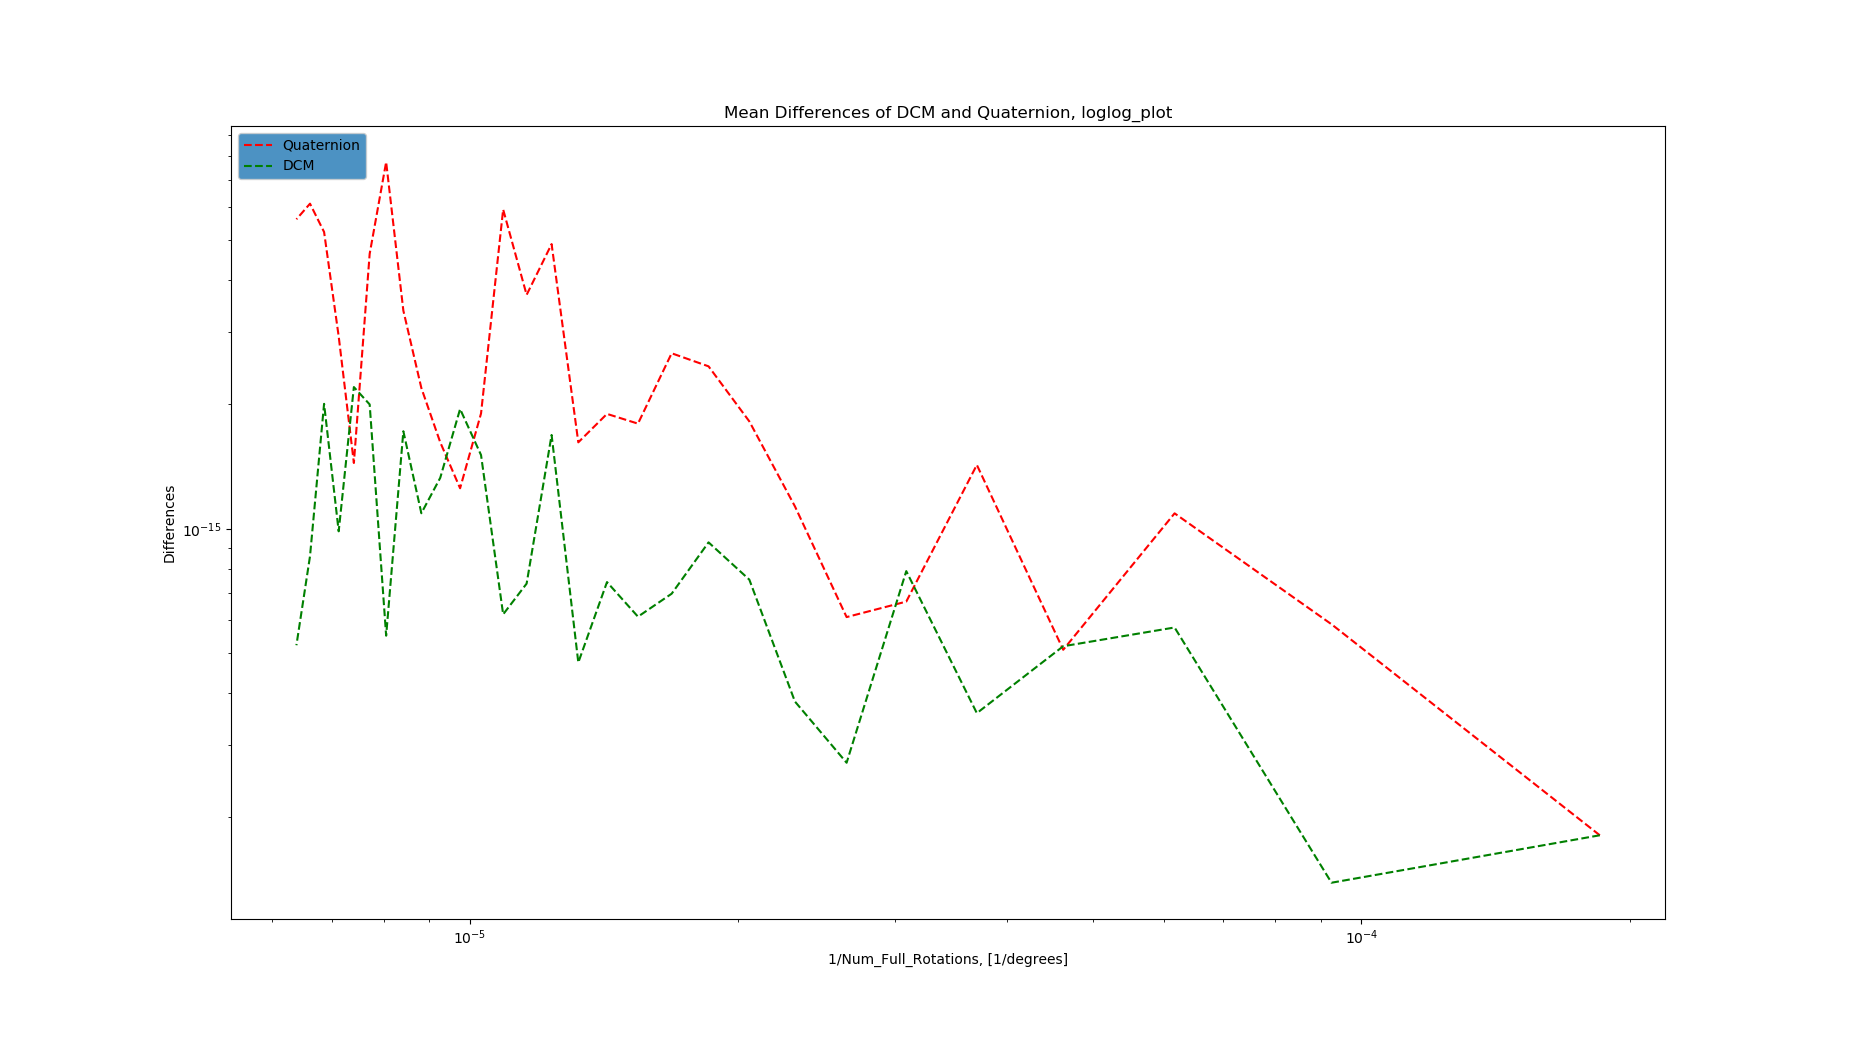 Mean Differences of DCM and Quaternion, loglog_plot
Quaternion
DCM
Differences
10⁻¹⁵
10⁻⁵
10⁻⁴
1/Num_Full_Rotations, [1/degrees]